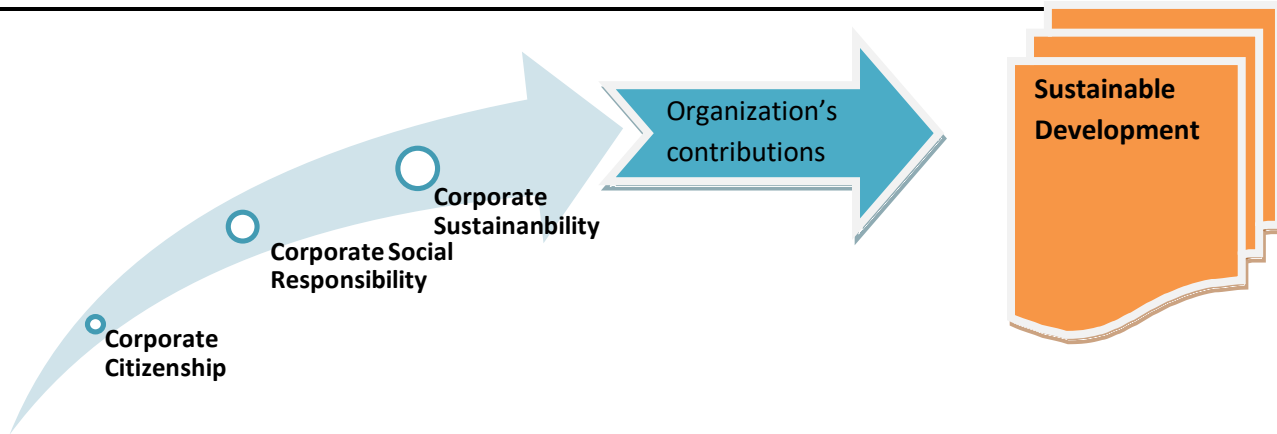 Corporate
Citizenship
Corporate Social
Responsibility
Corporate
Sustainanbility
Organization’s
contributions
Sustainable
Development